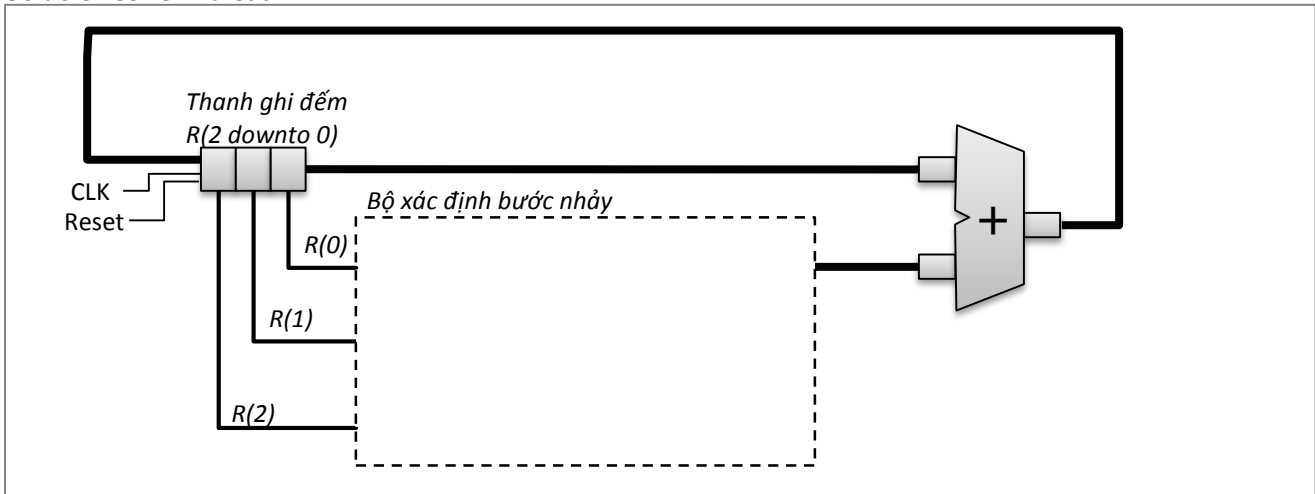 Thanh ghi đếm
R(2 downto 0)
CLK
Reset
Bộ xác định bước nhảy
R(0)
R(1)
R(2)
+